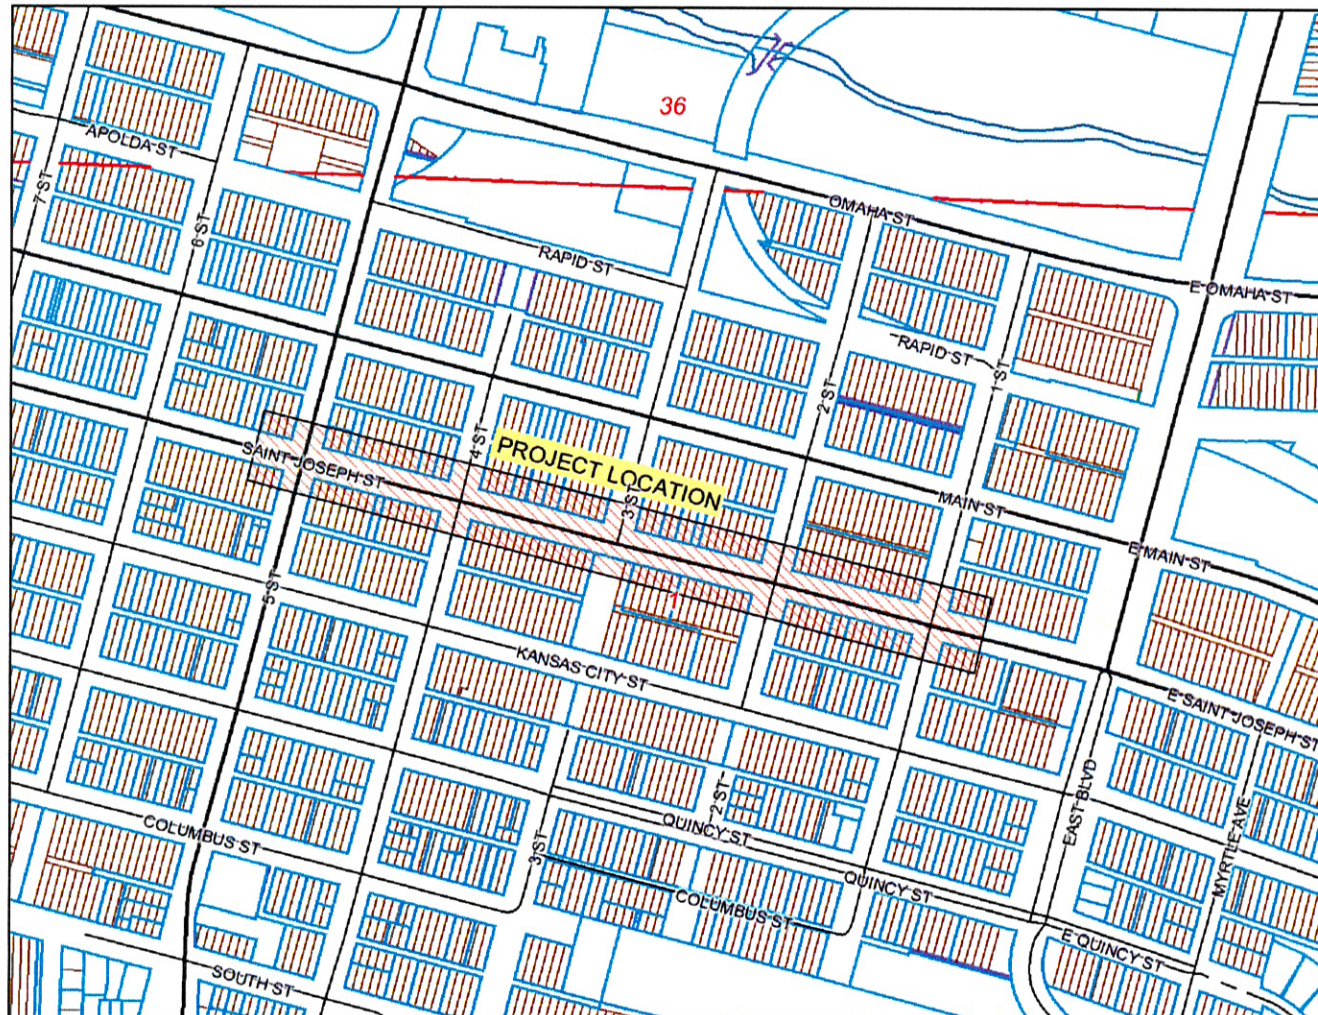 36
APOLDA ST
7 ST
6 ST
OMAHA ST
RAPID ST
E OMAHA ST
RAPID ST
1 ST
2 ST
4 ST
PROJECT LOCATION
SAINT JOSEPH ST
3 ST
MAIN ST
E MAIN ST
5 ST
1
KANSAS CITY ST
E SAINT JOSEPH ST
2 ST
EAST BLVD
QUINCY ST
MYRTLE AVE
COLUMBUS ST
3 ST
QUINCY ST
COLUMBUS ST
E QUINCY ST
SOUTH ST